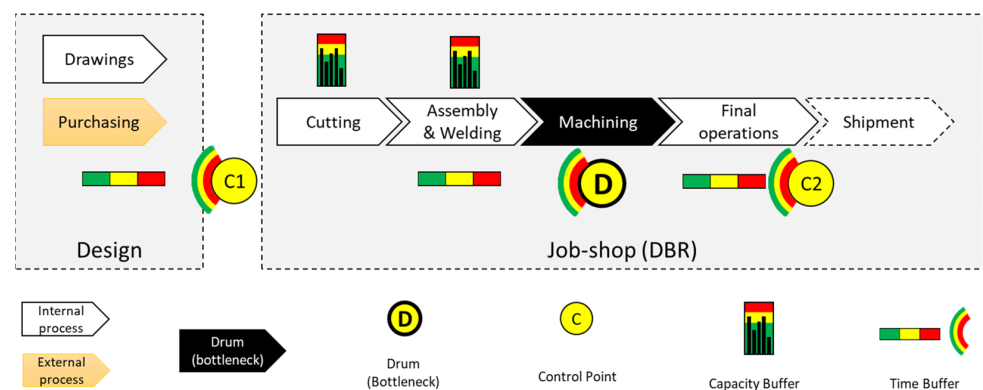 Drawings
Purchasing
C1
Design
Cutting
Assembly
& Welding
Machining
Final
operations
Shipment
D
C2
Job-shop (DBR)
Internal
process
External
process
Drum
(bottleneck)
D
Drum
(Bottleneck)
C
Control Point
Capacity Buffer
Time Buffer